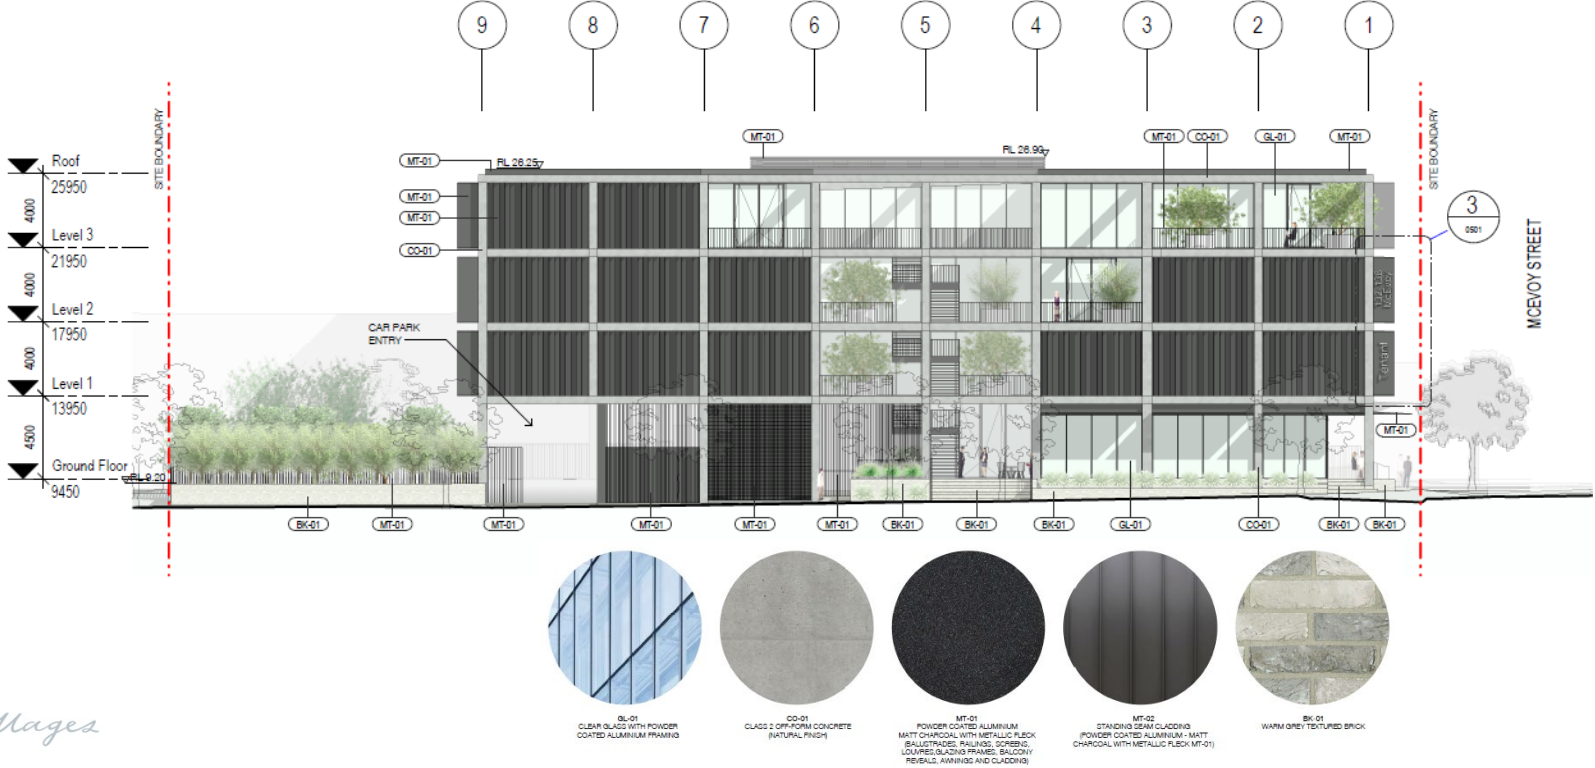 9 8 7 6 5 4 3 2 1
SITE BOUNDARY
SITE BOUNDARY
MT-01
MT-01 CO-01 GL-01 MT-01
RL 26.90
MT-01
RL 26.25
Roof
25950
MT-01
MT-01
4000
3
0501
Level 3
21950
CO-01
MCEVOY STREET
4000
Level 2
17950
CAR PARK
ENTRY
4000
Tenant
Level 1
13950
MT-01
4500
Ground Floor
RL 9.20
9450
BK-01 MT-01 MT-01 MT-01 MT-01 MT-01 BK-01 BK-01 BK-01 GL-01 CO-01 BK-01 BK-01
GL-01
CLEAR GLASS WITH POWDER
COATED ALUMINIUM FRAMING
CO-01
CLASS 2 OFF-FORM CONCRETE
(NATURAL FINISH)
MT-01
POWDER COATED ALUMINIUM
MATT CHARCOAL WITH METALLIC FLECK
(BALUSTRADES, RAILINGS, SCREENS,
LOUVRES,GLAZING FRAMES, BALCONY
REVEALS, AWNINGS AND CLADDING)
MT-02
STANDING SEAM CLADDING
(POWDER COATED ALUMINIUM - MATT
CHARCOAL WITH METALLIC FLECK MT-01)
BK-01
WARM GREY TEXTURED BRICK